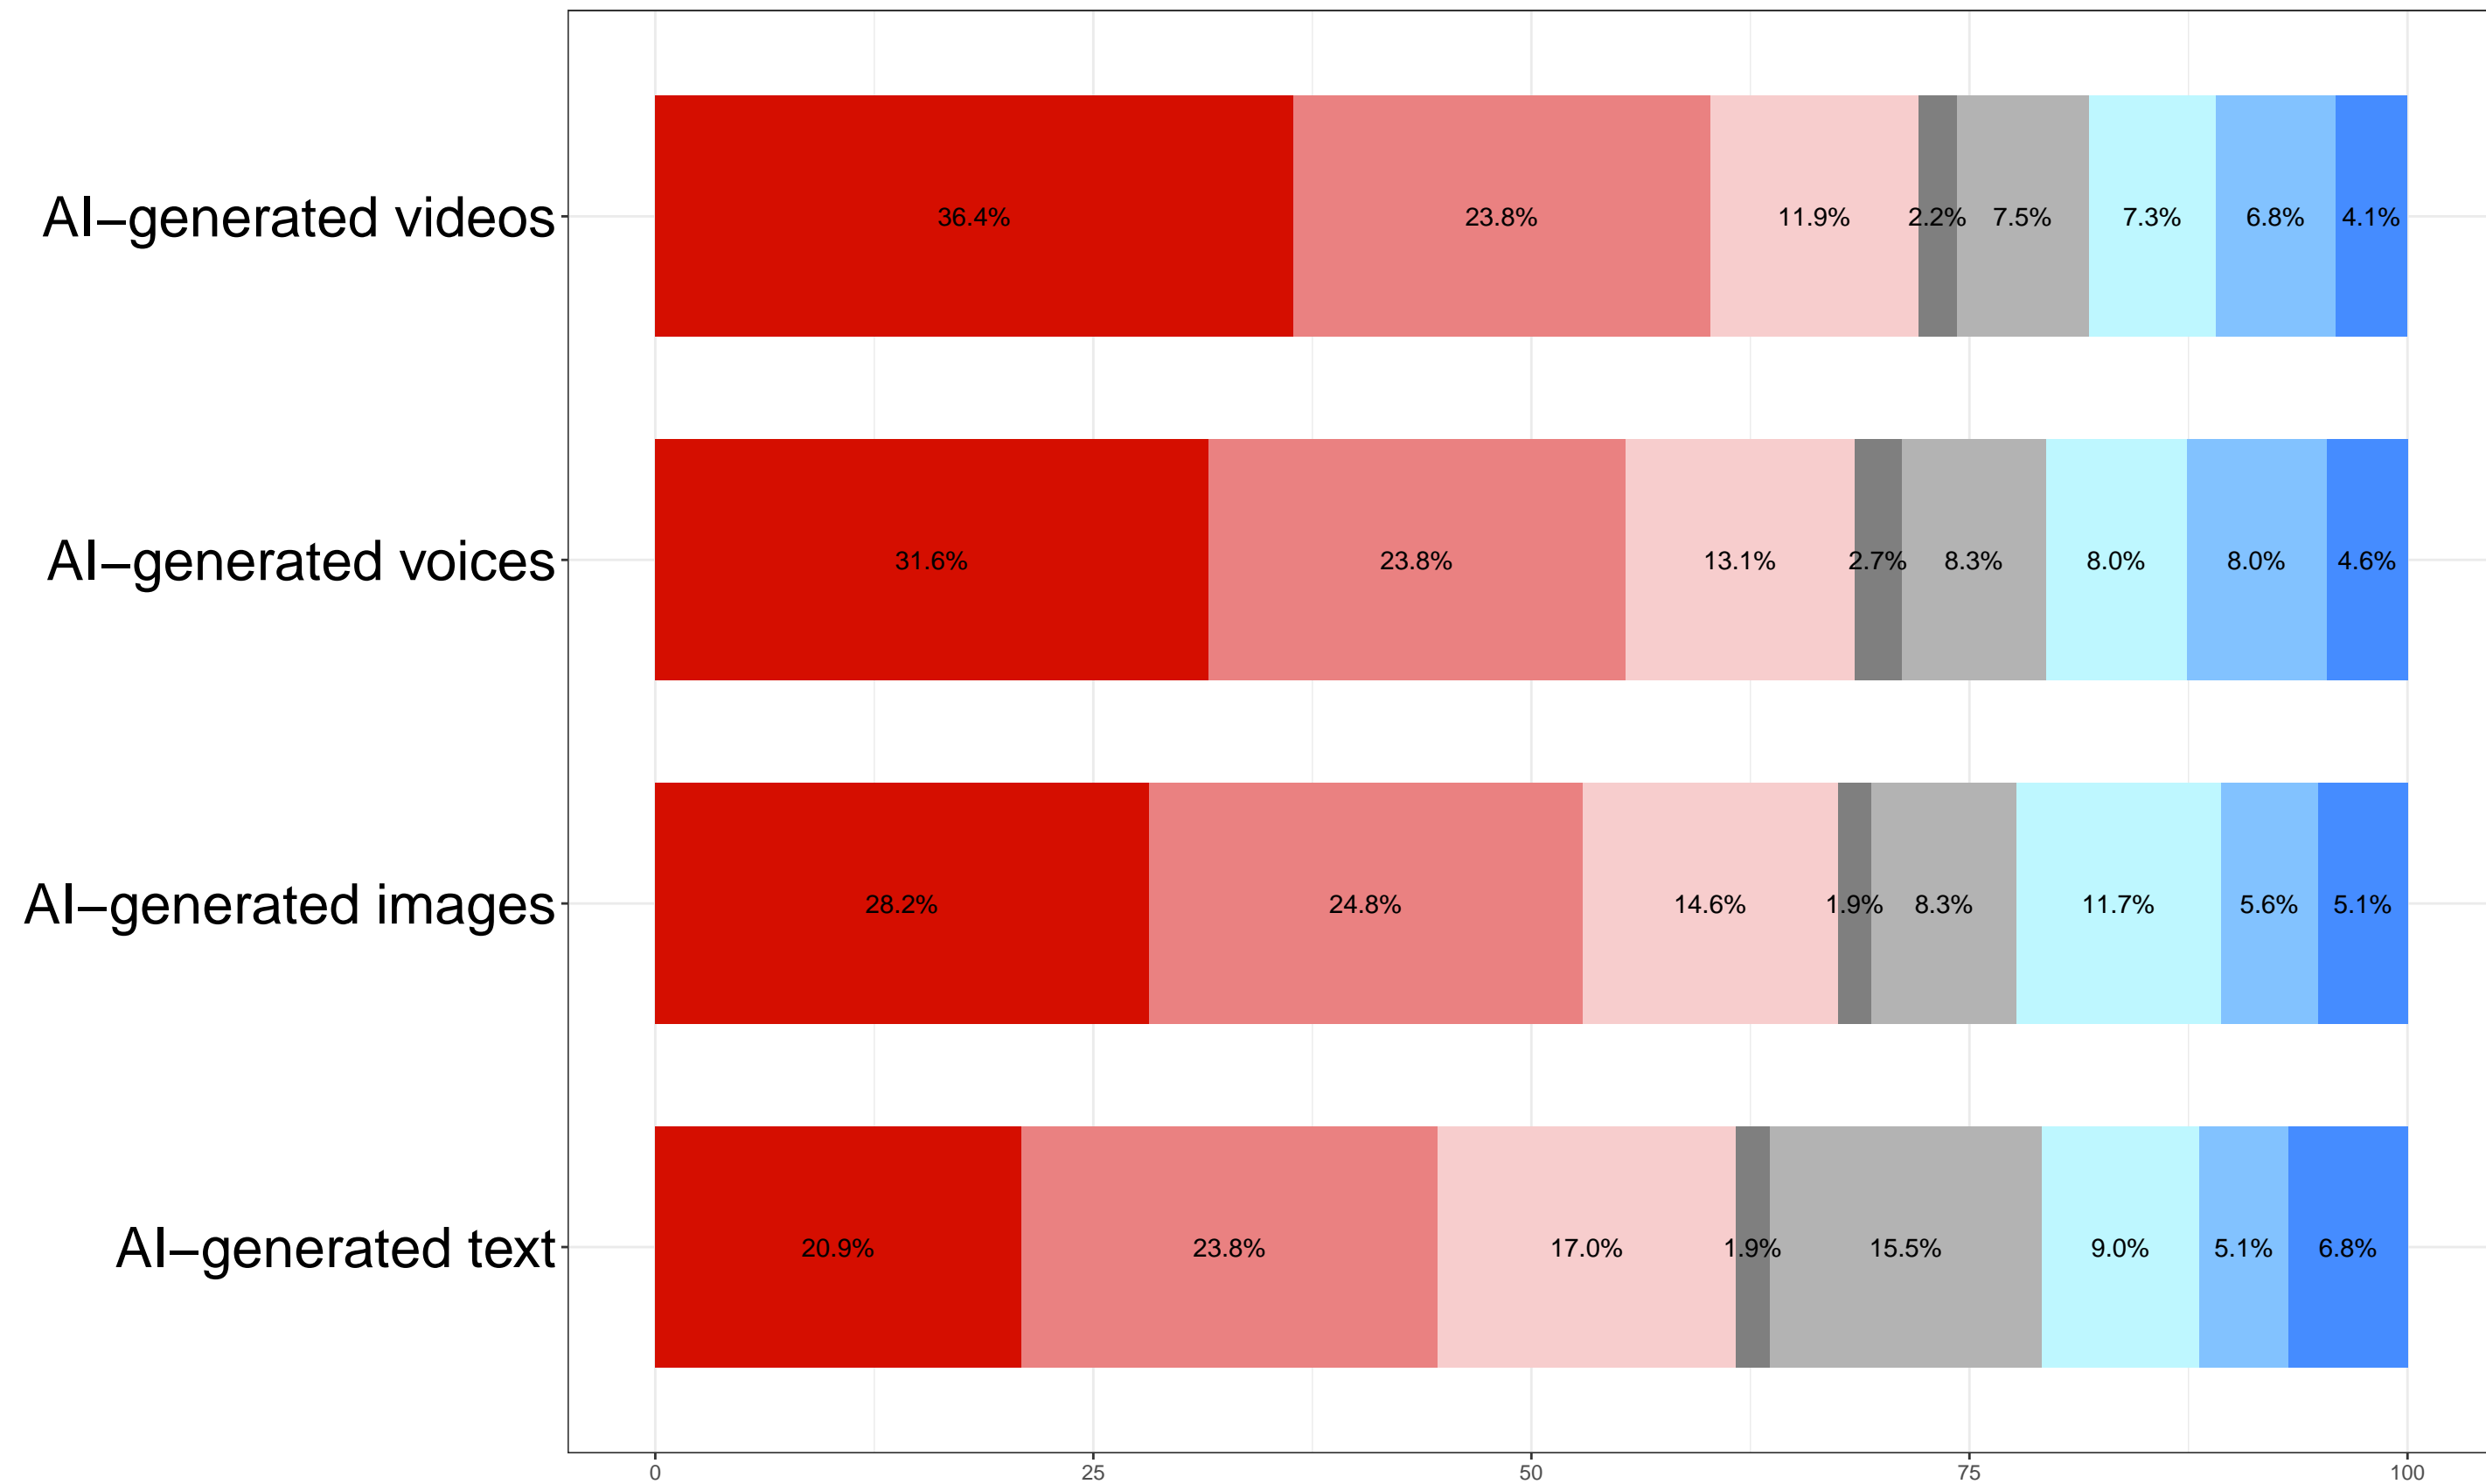 AI−generated videos 36.4% 23.8% 11.9% 2.2% 7.5% 7.3% 6.8% 4.1%
AI−generated voices 31.6% 23.8% 13.1% 2.7% 8.3% 8.0% 8.0% 4.6%
AI−generated images 28.2% 24.8% 14.6% 1.9% 8.3% 11.7% 5.6% 5.1%
AI−generated text 20.9% 23.8% 17.0% 1.9% 15.5% 9.0% 5.1% 6.8%
0 25 50 75 100